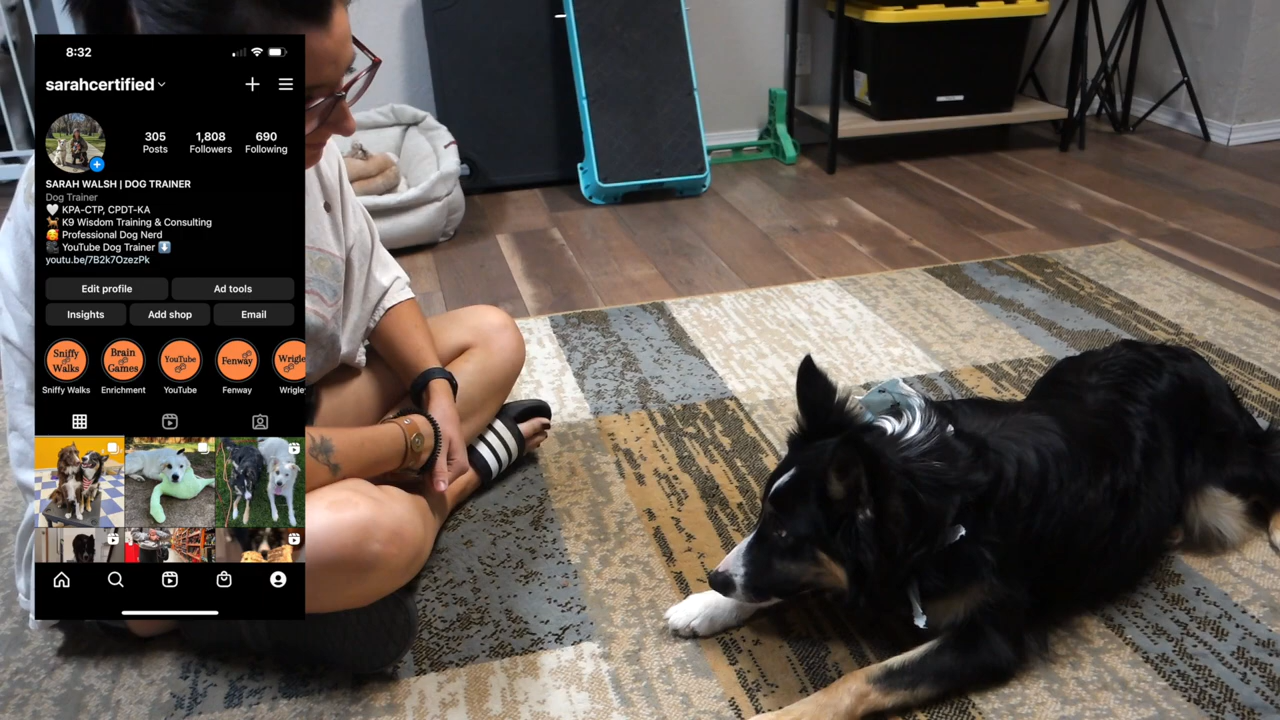 8:32
sarahcertified
305 1,808 690
Posts Followers Following
SARAH WALSH | DOG TRAINER
Dog Trainer
🤍 KPA-CTP, CPDT-KA
🐕 K9 Wisdom Training & Consulting
🥰 Professional Dog Nerd
🎥 YouTube Dog Trainer ⬇️
youtu.be/7B2k7OzezPk
Edit profile Ad tools
Insights Add shop Email
Sniffy Walks
Brain Games
YouTube
Fenway
Wrigle
Sniffy Walks Enrichment YouTube Fenway Wrigle